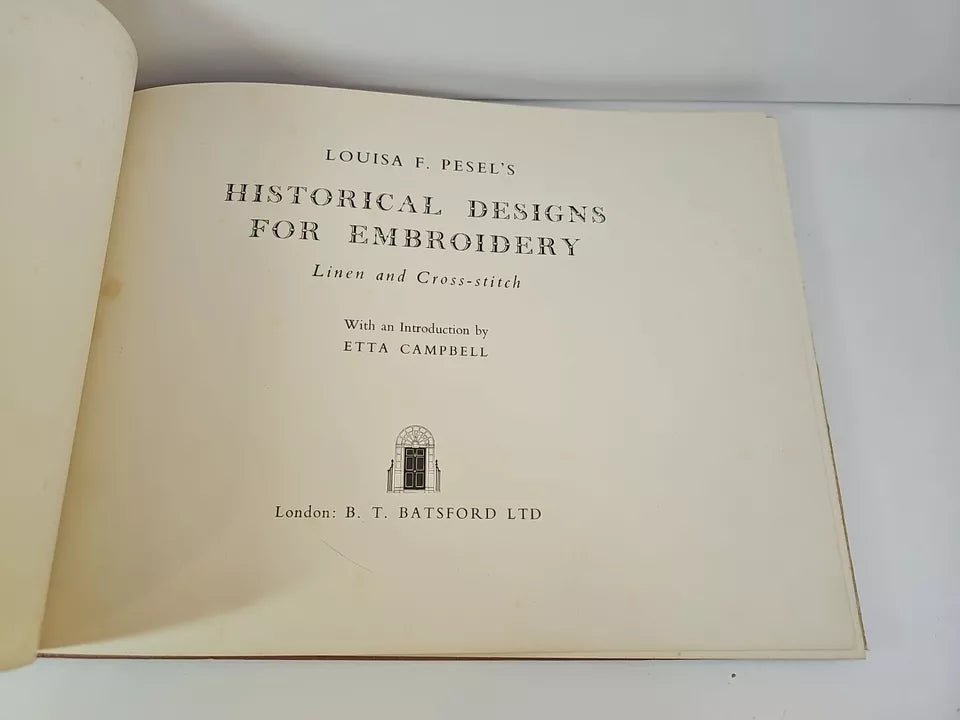 LOUISA F. PESEL'S
HISTORICAL DESIGNS
FOR EMBROIDERY
Linen and Cross-stitch
With an Introduction by
ETTA CAMPBELL
London: B. T. BATSFORD LTD